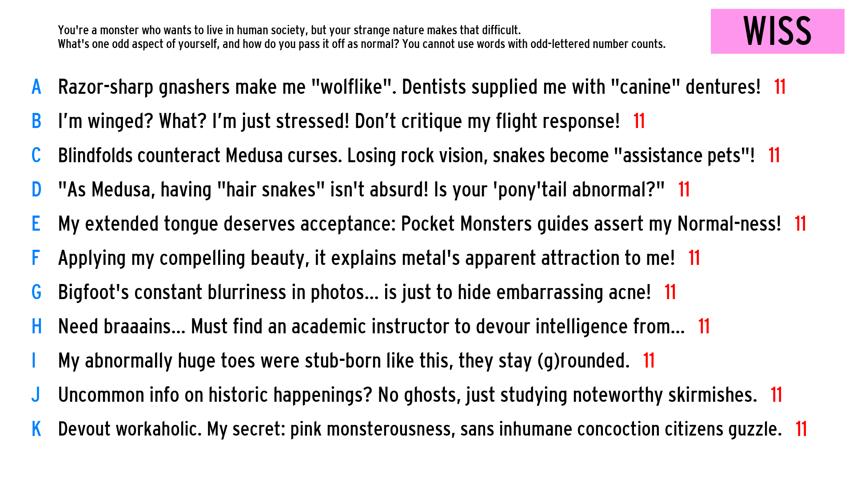 You're a monster who wants to live in human society, but your strange nature makes that difficult.
What's one odd aspect of yourself, and how do you pass it off as normal? You cannot use words with odd-lettered number counts.
WISS
A Razor-sharp gnashers make me "wolflike". Dentists supplied me with "canine" dentures! 11
B I'm winged? What? I'm just stressed! Don't critique my flight response! 11
C Blindfolds counteract Medusa curses. Losing rock vision, snakes become "assistance pets"! 11
D "As Medusa, having "hair snakes" isn't absurd! Is your 'pony'tail abnormal?" 11
E My extended tongue deserves acceptance: Pocket Monsters guides assert my Normal-ness! 11
F Applying my compelling beauty, it explains metal's apparent attraction to me! 11
G Bigfoot's constant blurriness in photos... is just to hide embarrassing acne! 11
H Need braaains... Must find an academic instructor to devour intelligence from... 11
I My abnormally huge toes were stub-born like this, they stay (g)rounded. 11
J Uncommon info on historic happenings? No ghosts, just studying noteworthy skirmishes. 11
K Devout workaholic. My secret: pink monsterousness, sans inhumane concoction citizens guzzle. 11